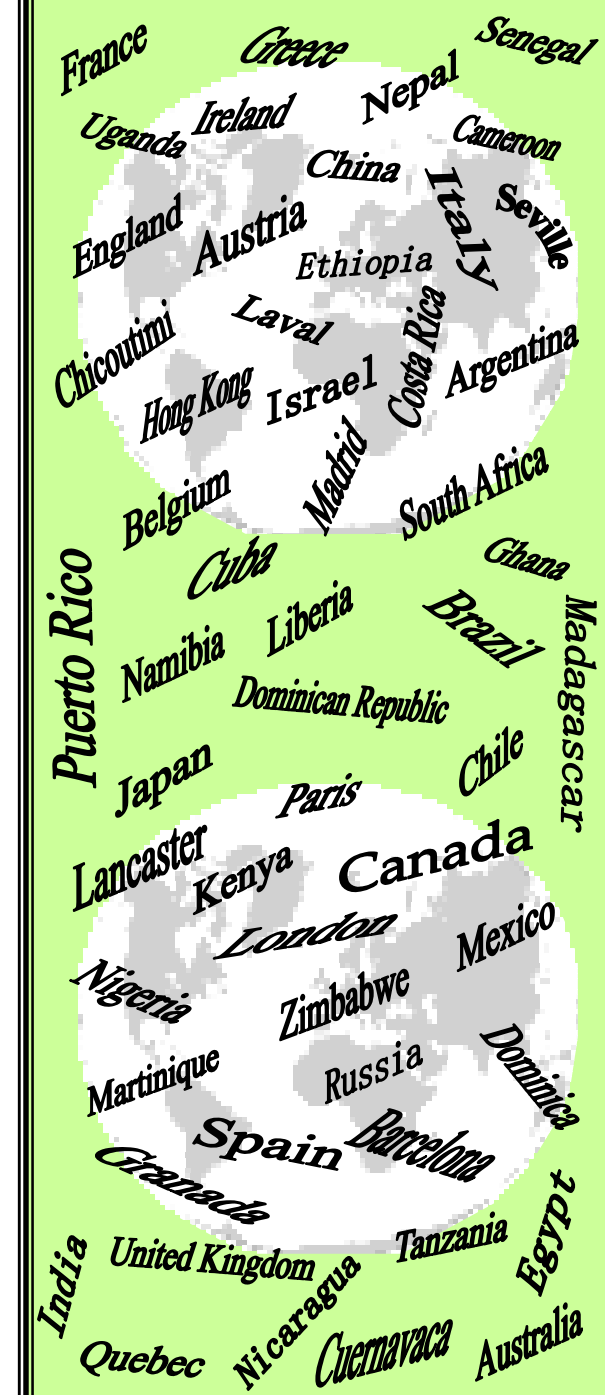 France
Greece
Senegal
Uganda
Ireland
Nepal
Cameroon
China
Italy
Seville
England
Austria
Ethiopia
Laval
Costa Rica
Chicoutimi
Hong Kong
Israel
Argentina
Belgium
Madrid
South Africa
Cuba
Ghana
Puerto Rico
Namibia
Liberia
Brazil
Madagascar
Dominican Republic
Japan
Chile
Paris
Lancaster
Kenya
Canada
London
Mexico
Nigeria
Zimbabwe
Martinique
Russia
Dominica
Spain
Barcelona
Granada
Tanzania
Egypt
India
United Kingdom
Nicaragua
Quebec
Cuernavaca
Australia